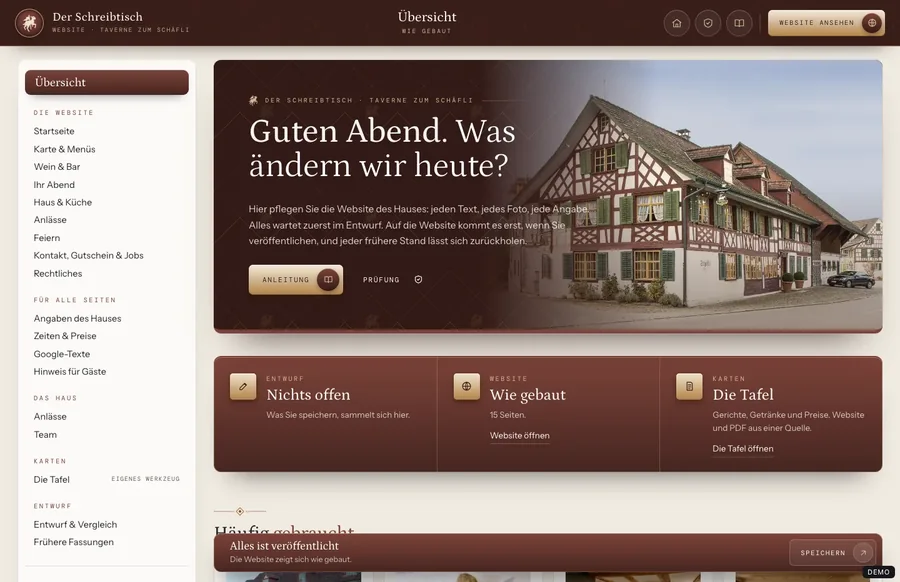 Der Schreibtisch
WEBSITE · TAVERNE ZUM SCHÄFLI
Übersicht
WIE GEBAUT
WEBSITE ANSEHEN
Übersicht
DIE WEBSITE
Startseite
Karte & Menüs
Wein & Bar
Ihr Abend
Haus & Küche
Anlässe
Feiern
Kontakt, Gutschein & Jobs
Rechtliches
FÜR ALLE SEITEN
Angaben des Hauses
Zeiten & Preise
Google-Texte
Hinweis für Gäste
DAS HAUS
Anlässe
Team
KARTEN
Die Tafel
EIGENES WERKZEUG
ENTWURF
Entwurf & Vergleich
Frühere Fassungen
DER SCHREIBTISCH · TAVERNE ZUM SCHÄFLI
Guten Abend. Was
ändern wir heute?
Hier pflegen Sie die Website des Hauses: jeden Text, jedes Foto, jede Angabe.
Alles wartet zuerst im Entwurf. Auf die Website kommt es erst, wenn Sie
veröffentlichen, und jeder frühere Stand lässt sich zurückholen.
ANLEITUNG
PRÜFUNG
ENTWURF
Nichts offen
Was Sie speichern, sammelt sich hier.
WEBSITE
Wie gebaut
15 Seiten.
Website öffnen
KARTEN
Die Tafel
Gerichte, Getränke und Preise. Website
und PDF aus einer Quelle.
Die Tafel öffnen
Häufig gebraucht
Alles ist veröffentlicht
Die Website zeigt sich wie gebaut.
SPEICHERN
DEMO